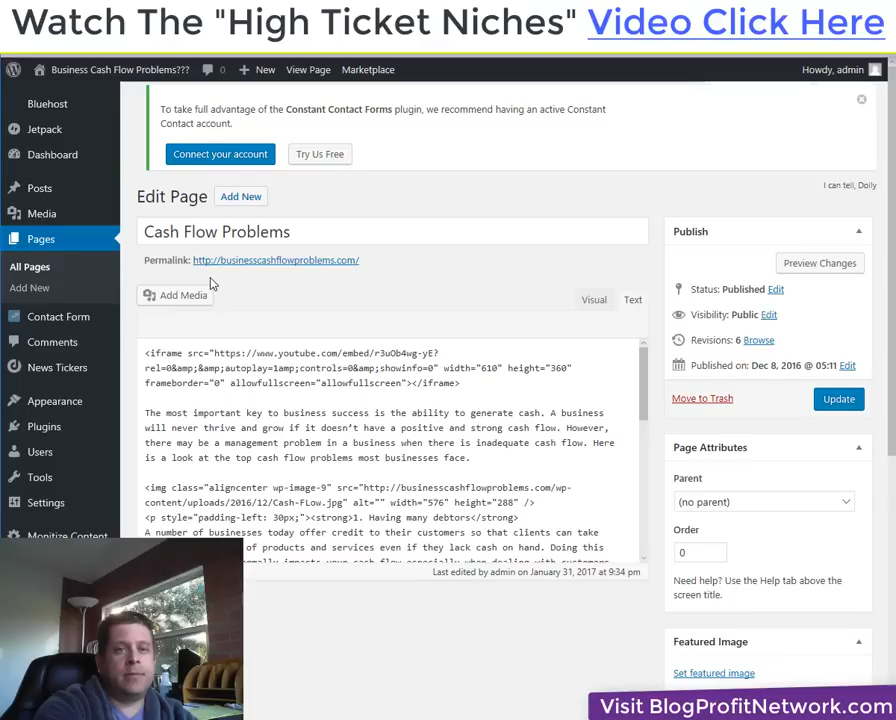 Watch The "High Ticket Niches" Video Click Here
Business Cash Flow Problems??? 0 New View Page Marketplace Howdy, admin
Bluehost
Jetpack
Dashboard
Posts
Media
Pages
All Pages
Add New
Contact Form
Comments
News Tickers
Appearance
Plugins
Users
Tools
Settings
Monitize Content
To take full advantage of the Constant Contact Forms plugin, we recommend having an active Constant
Contact account.
Connect your account Try Us Free
I can tell, Dolly
Edit Page Add New
Cash Flow Problems
Permalink: http://businesscashflowproblems.com/
Add Media Visual Text
<iframe src="https://www.youtube.com/embed/r3uOb4wg-yE?
rel=0&amp;autoplay=1amp;controls=0&amp;showinfo=0" width="610" height="360"
frameborder="0" allowfullscreen="allowfullscreen"></iframe>
The most important key to business success is the ability to generate cash. A business
will never thrive and grow if it doesn't have a positive and strong cash flow. However,
there may be a management problem in a business when there is inadequate cash flow. Here
is a look at the top cash flow problems most businesses face.
<img class="aligncenter wp-image-9" src="http://businesscashflowproblems.com/wp-
content/uploads/2016/12/Cash-Flow.jpg" alt="" width="576" height="288" />
<p style="padding-left: 30px;"><strong>1. Having many debtors</strong>
A number of businesses today offer credit to their customers so that clients can take
of products and services even if they lack cash on hand. Doing this
Last edited by admin on January 31, 2017 at 9:34 pm
Publish
Preview Changes
Status: Published Edit
Visibility: Public Edit
Revisions: 6 Browse
Published on: Dec 8, 2016 @ 05:11 Edit
Move to Trash Update
Page Attributes
Parent
(no parent)
Order
0
Need help? Use the Help tab above the
screen title.
Featured Image
Set featured image
Visit BlogProfitNetwork.com